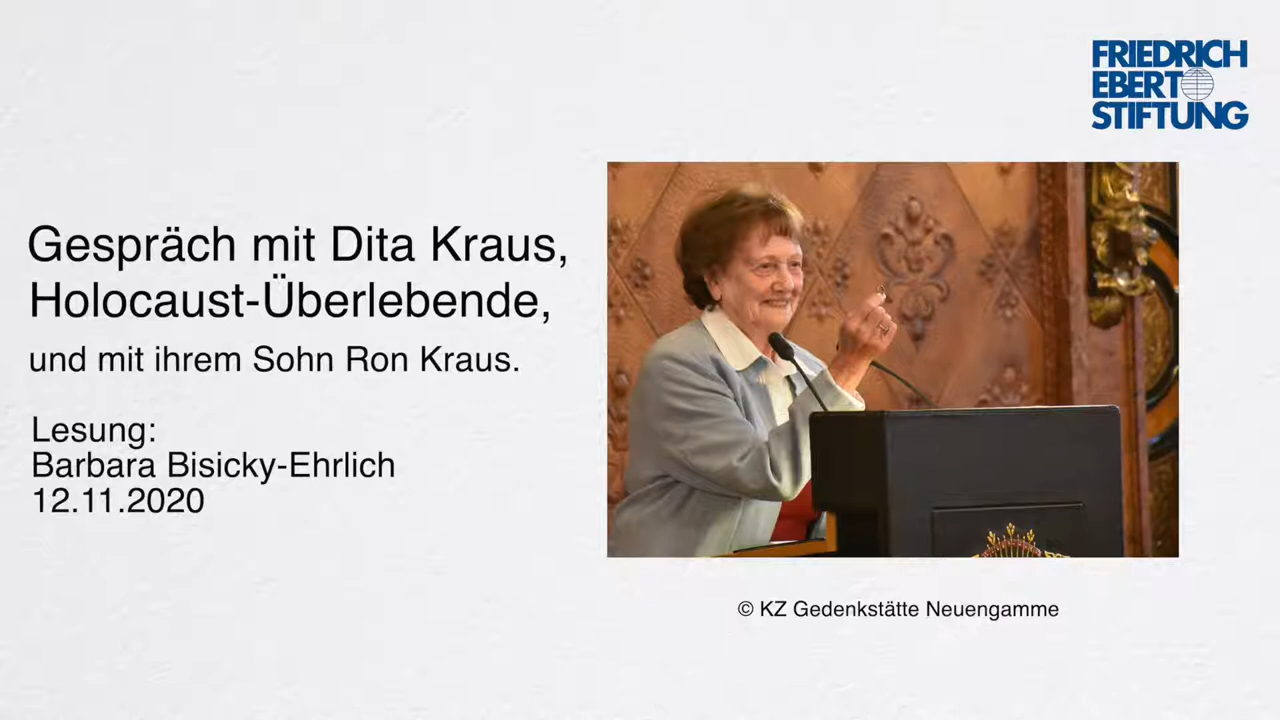 FRIEDRICH
EBERT
STIFTUNG
Gespräch mit Dita Kraus,
Holocaust-Überlebende,
und mit ihrem Sohn Ron Kraus.
Lesung:
Barbara Bisicky-Ehrlich
12.11.2020
© KZ Gedenkstätte Neuengamme